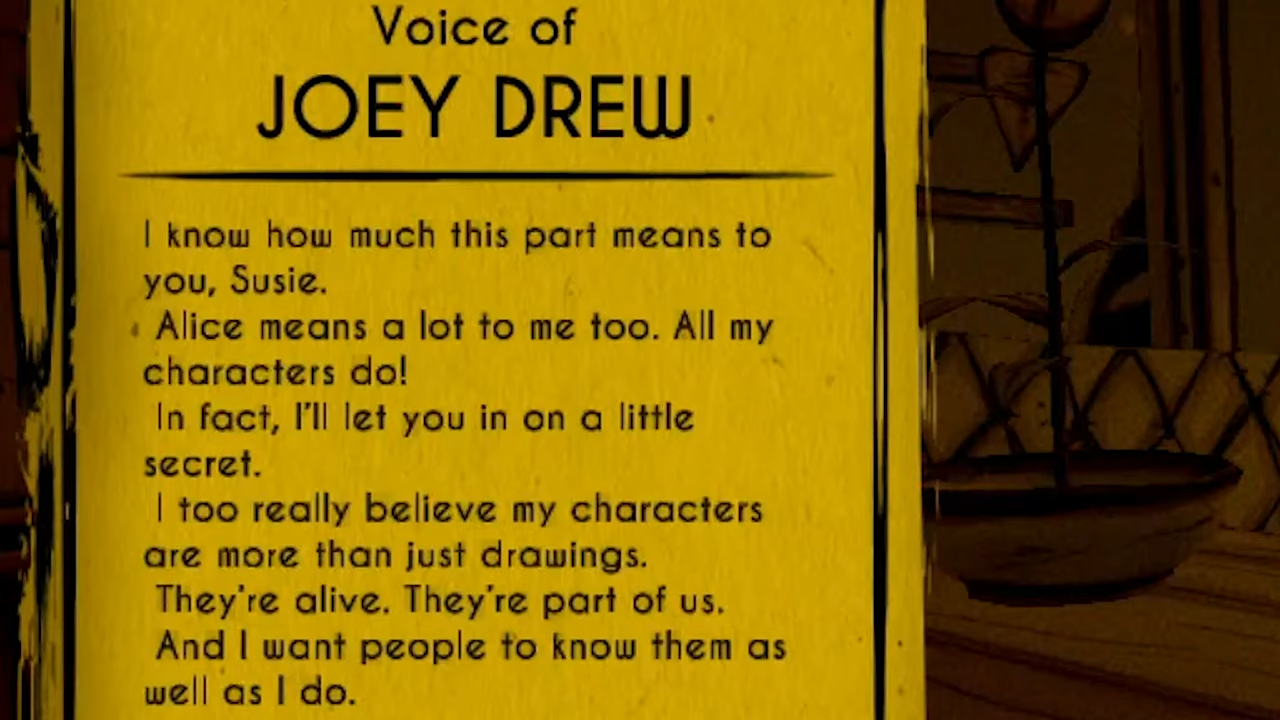 Voice of
JOEY DREW
I know how much this part means to
you, Susie.
Alice means a lot to me too. All my
characters do!
In fact, I'll let you in on a little
secret.
I too really believe my characters
are more than just drawings.
They're alive. They're part of us.
And I want people to know them as
well as I do.